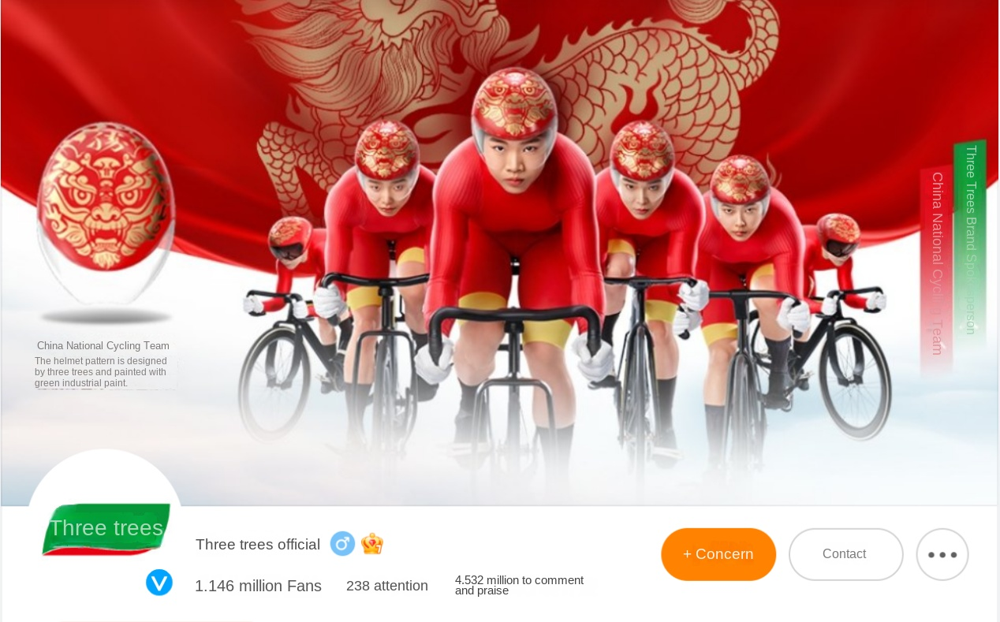 Three Trees Brand Spokesperson
China National Cycling Team
China National Cycling Team
The helmet pattern is designed
by three trees and painted with
green industrial paint.
Three trees
Three trees official
+ Concern
Contact
1.146 million Fans
238 attention
4.532 million to comment
and praise